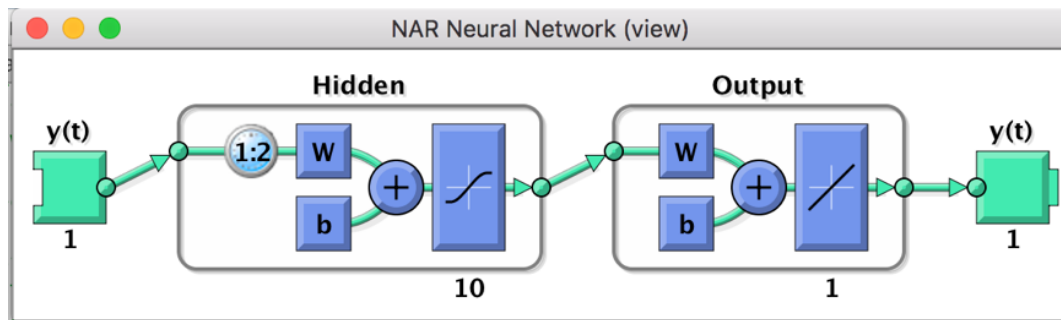 NAR Neural Network (view)
Hidden
Output
y(t)
y(t)
1:2
W
W
b
b
1
10
1
1